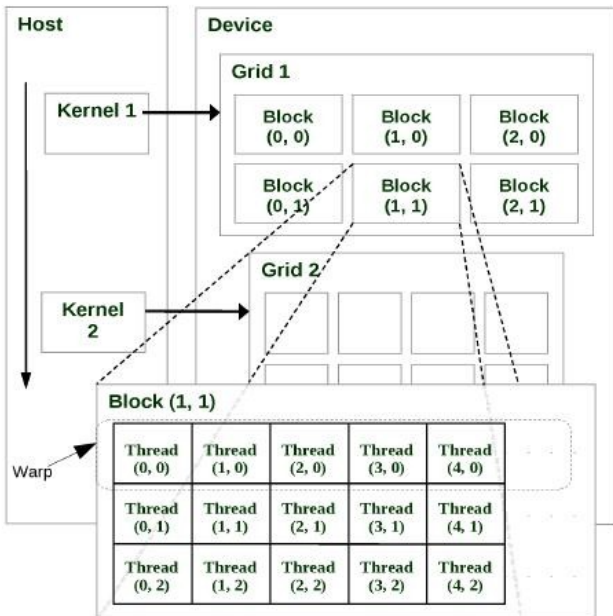 Host
Device
Grid 1
Kernel 1
Block
(0, 0)
Block
(1, 0)
Block
(2, 0)
Block
(0, 1)
Block
(1, 1)
Block
(2, 1)
Grid 2
Kernel
2
Block (1, 1)
Warp
Thread
(0, 0)
Thread
(1, 0)
Thread
(2, 0)
Thread
(3, 0)
Thread
(4, 0)
. . .
Thread
(0, 1)
Thread
(1, 1)
Thread
(2, 1)
Thread
(3, 1)
Thread
(4, 1)
. . .
Thread
(0, 2)
Thread
(1, 2)
Thread
(2, 2)
Thread
(3, 2)
Thread
(4, 2)
. . .